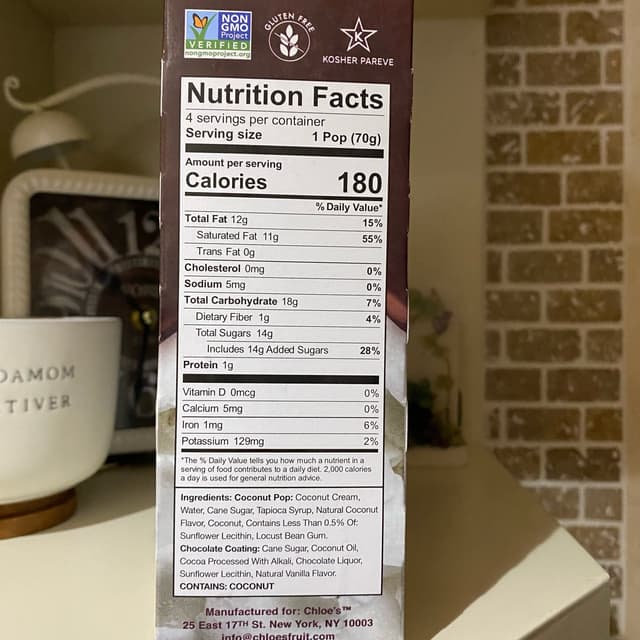 NON
GMO
Project
VERIFIED
nongmoproject.org
GLUTEN FREE
K
KOSHER PAREVE
Nutrition Facts
4 servings per container
Serving size 1 Pop (70g)
Amount per serving
Calories 180
% Daily Value*
Total Fat 12g 15%
Saturated Fat 11g 55%
Trans Fat 0g
Cholesterol 0mg 0%
Sodium 5mg 0%
Total Carbohydrate 18g 7%
Dietary Fiber 1g 4%
Total Sugars 14g
Includes 14g Added Sugars 28%
Protein 1g
Vitamin D 0mcg 0%
Calcium 5mg 0%
Iron 1mg 6%
Potassium 129mg 2%
*The % Daily Value tells you how much a nutrient in a
serving of food contributes to a daily diet. 2,000 calories
a day is used for general nutrition advice.
Ingredients: Coconut Pop: Coconut Cream,
Water, Cane Sugar, Tapioca Syrup, Natural Coconut
Flavor, Coconut, Contains Less Than 0.5% Of:
Sunflower Lecithin, Locust Bean Gum.
Chocolate Coating: Cane Sugar, Coconut Oil,
Cocoa Processed With Alkali, Chocolate Liquor,
Sunflower Lecithin, Natural Vanilla Flavor.
CONTAINS: COCONUT
Manufactured for: Chloe's™
25 East 17TH St. New York, NY 10003
info@chloesfruit.com
DAMOM
TIVER
12